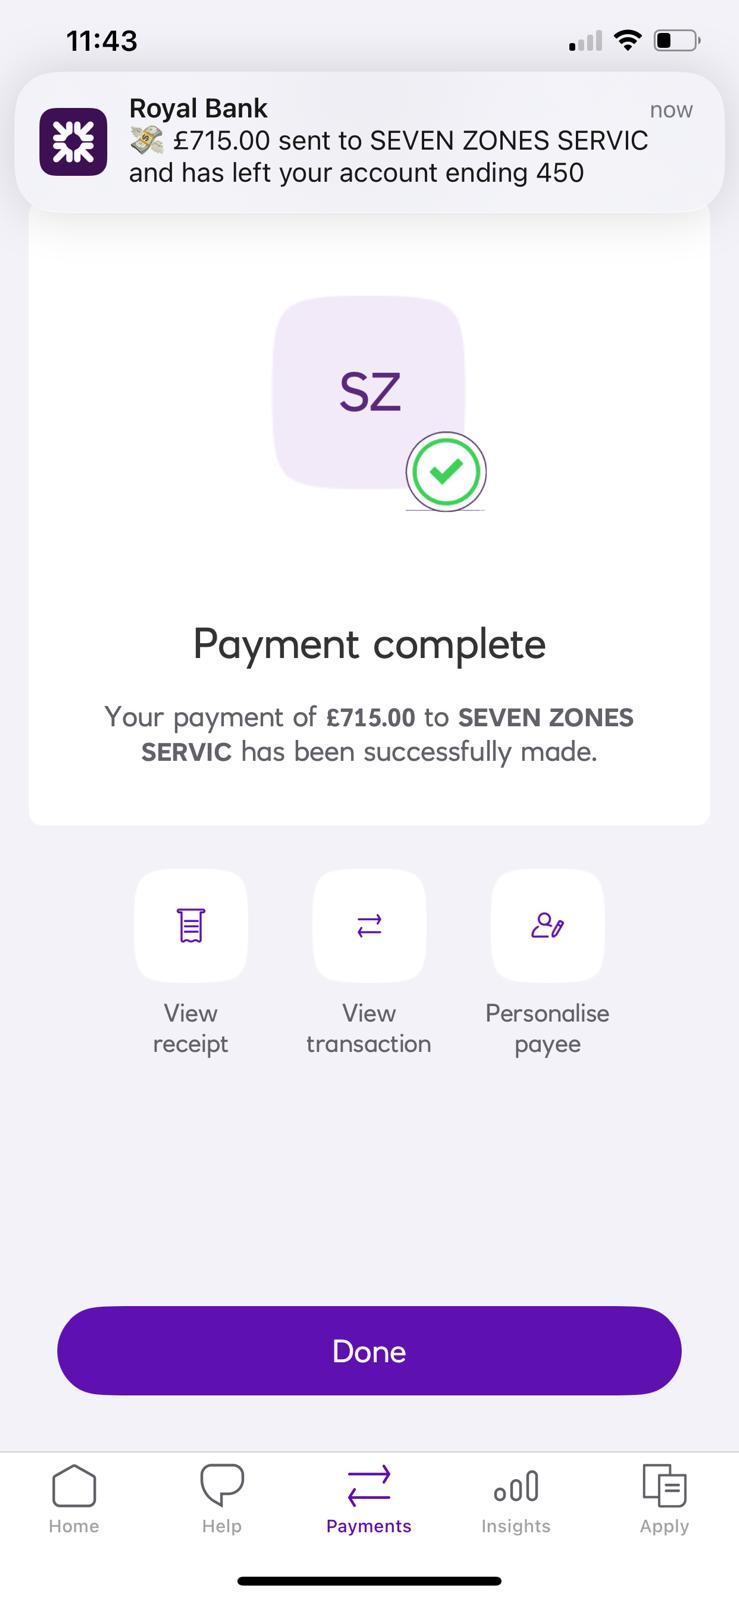 11:43
Royal Bank
now
💸 £715.00 sent to SEVEN ZONES SERVIC
and has left your account ending 450
SZ
Payment complete
Your payment of £715.00 to SEVEN ZONES
SERVIC has been successfully made.
View
receipt
View
transaction
Personalise
payee
Done
Home
Help
Payments
Insights
Apply